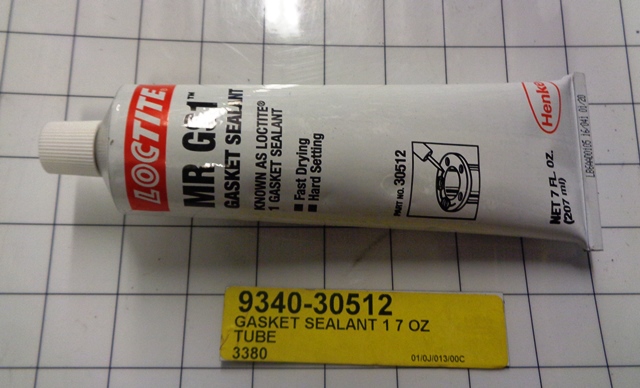 LOCTITE
MR GS1™
GASKET SEALANT
KNOWN AS LOCTITE®
1 GASKET SEALANT
■ Fast Drying
■ Hard Setting
PART NO. 30512
Henkel
NET 7 FL. OZ.
(207 ml)
9340-30512
GASKET SEALANT 1 7 OZ
TUBE
3380
01/0J/013/00C